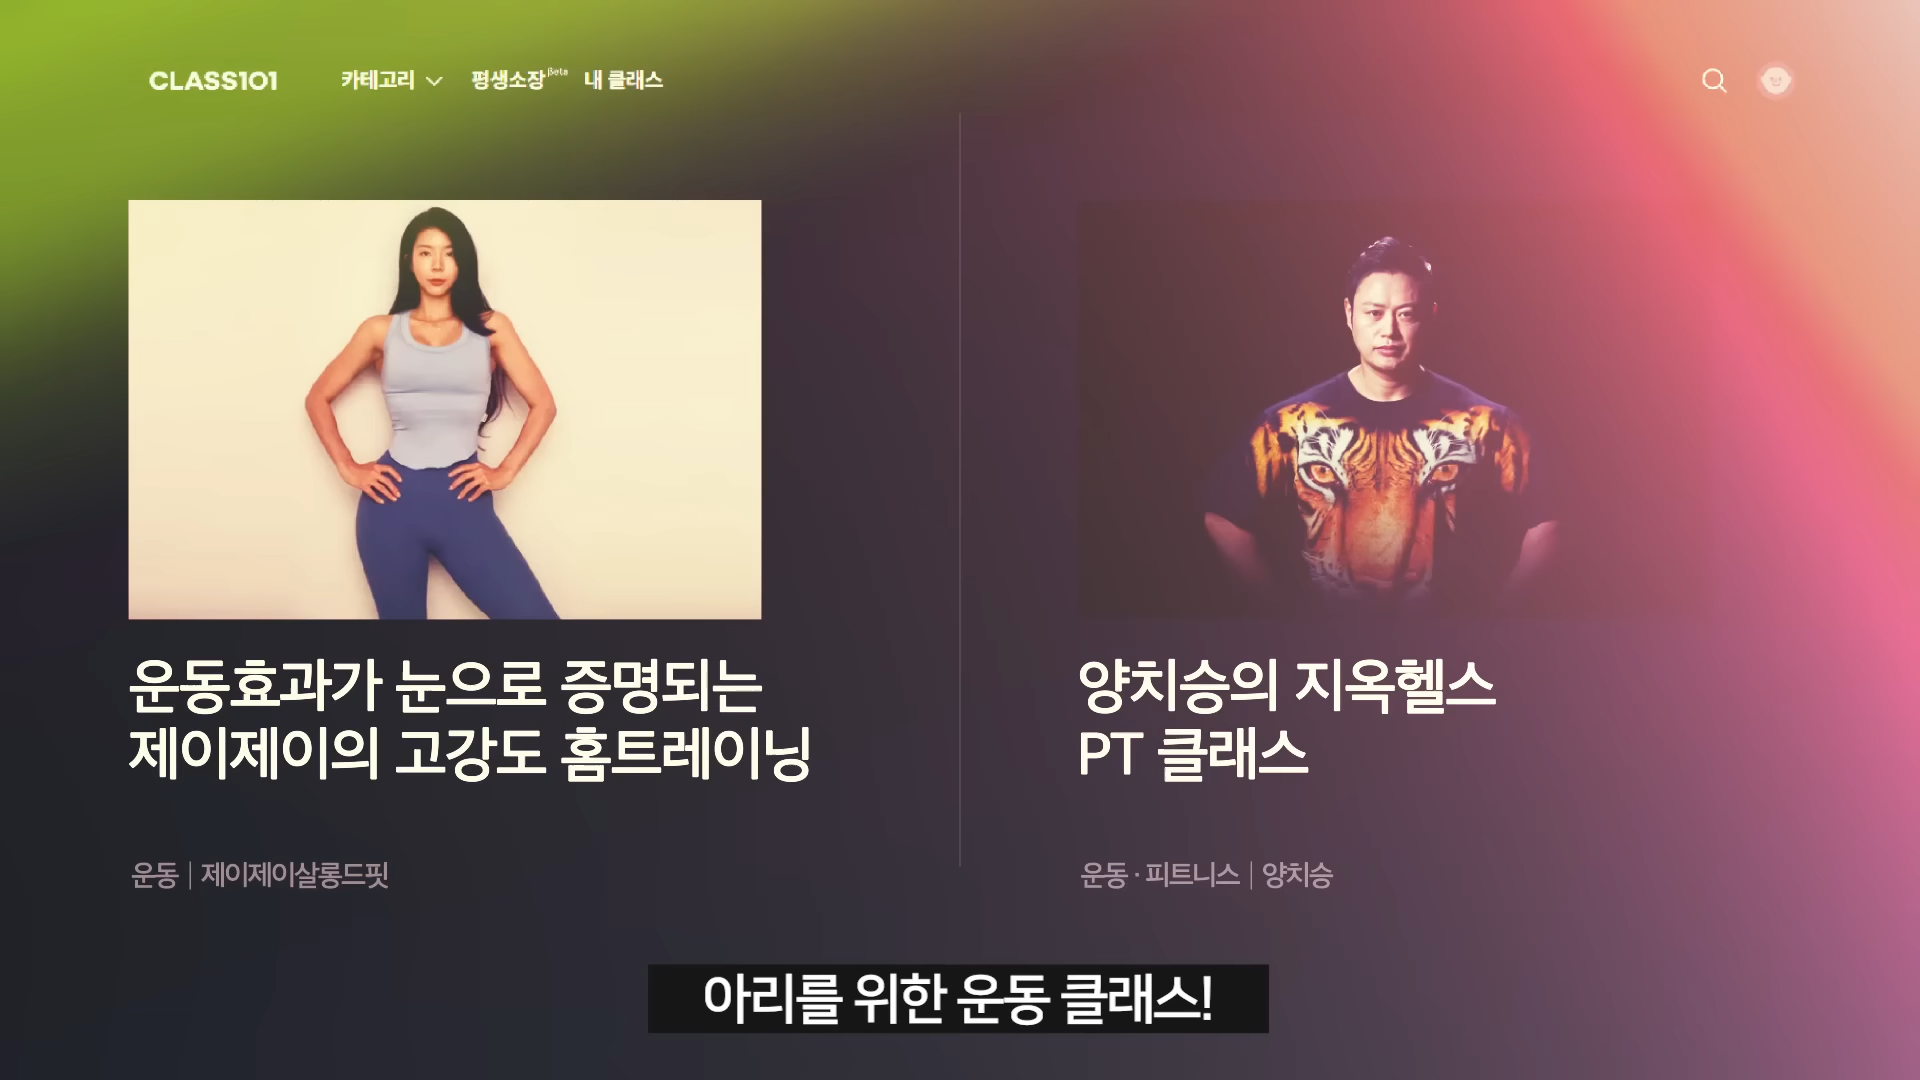 CLASS101 카테고리 평생소장 Beta 내 클래스
운동효과가 눈으로 증명되는
제이제이의 고강도 홈트레이닝
운동 | 제이제이살롱드핏
양치승의 지옥헬스
PT 클래스
운동 · 피트니스 | 양치승
아리를 위한 운동 클래스!